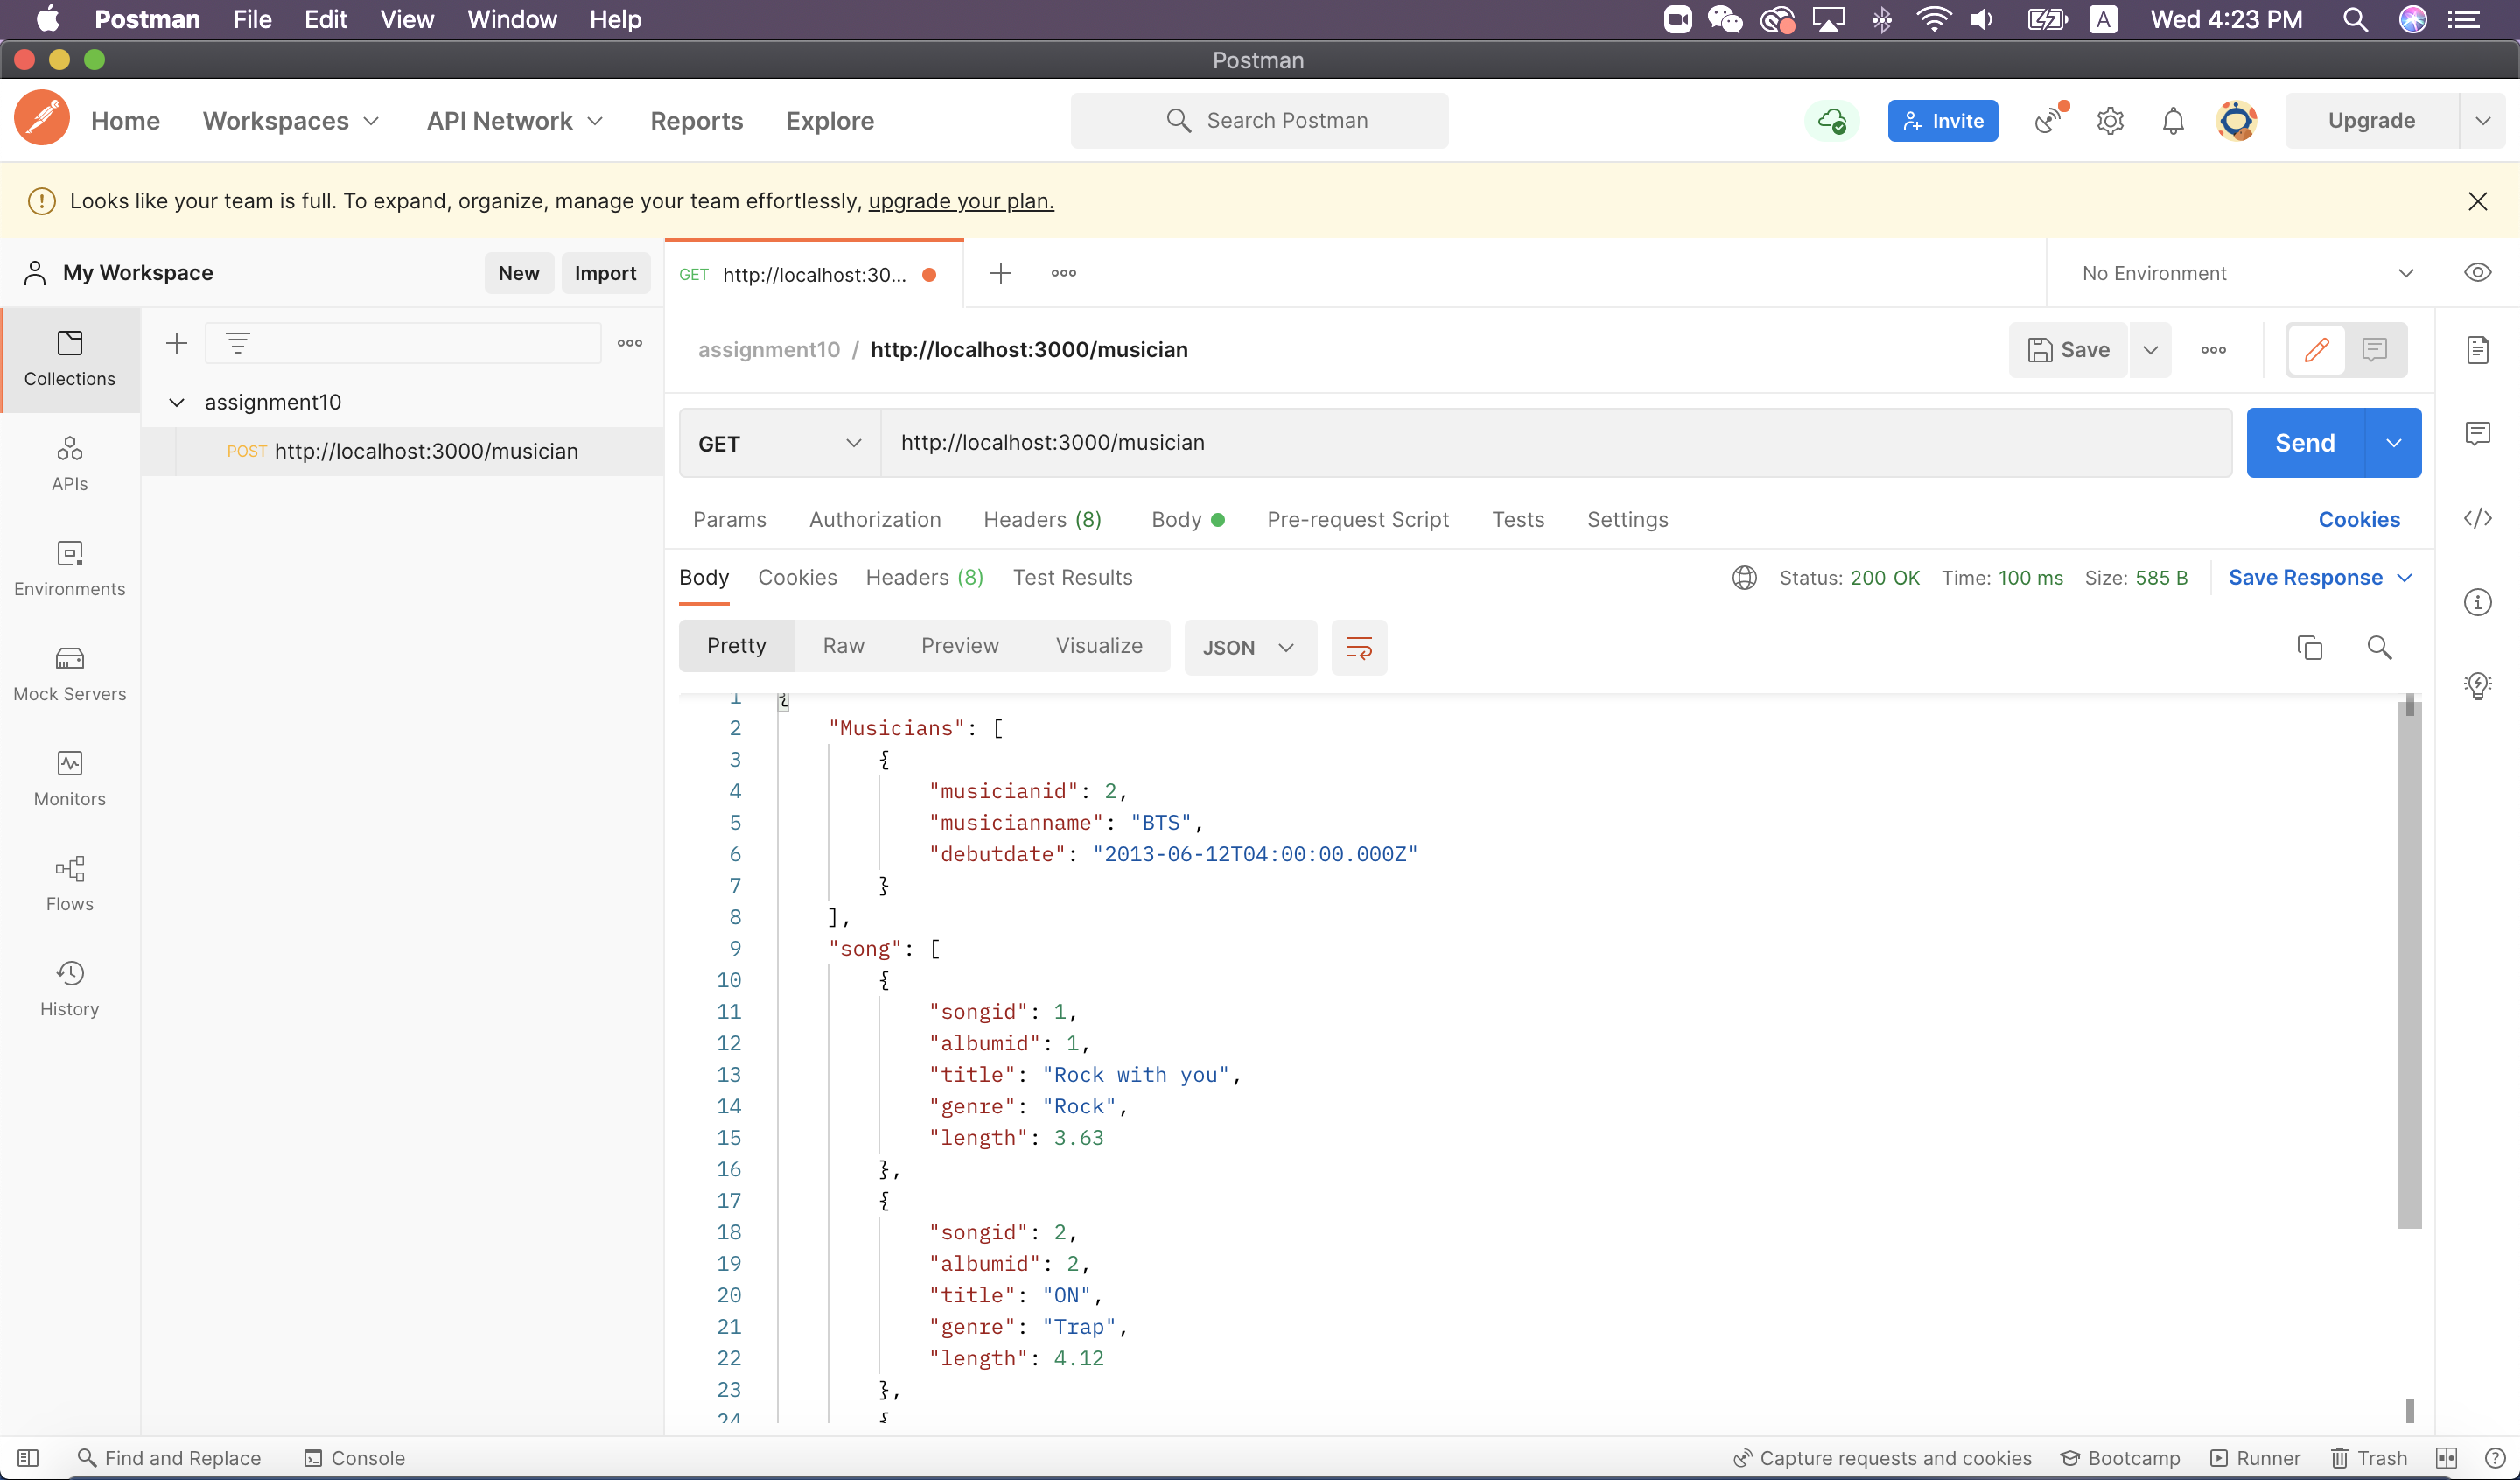 Postman File Edit View Window Help A Wed 4:23 PM
Postman
Home Workspaces API Network Reports Explore Search Postman Invite Upgrade
Looks like your team is full. To expand, organize, manage your team effortlessly, upgrade your plan.
My Workspace New Import GET http://localhost:30... No Environment
assignment10 / http://localhost:3000/musician Save
Collections
assignment10
POST http://localhost:3000/musician
GET http://localhost:3000/musician Send
APIs
Params Authorization Headers (8) Body Pre-request Script Tests Settings Cookies
Environments
Body Cookies Headers (8) Test Results Status: 200 OK Time: 100 ms Size: 585 B Save Response
Pretty Raw Preview Visualize JSON
Mock Servers
Monitors
Flows
History
1 {
2 "Musicians": [
3 {
4 "musicianid": 2,
5 "musicianname": "BTS",
6 "debutdate": "2013-06-12T04:00:00.000Z"
7 }
8 ],
9 "song": [
10 {
11 "songid": 1,
12 "albumid": 1,
13 "title": "Rock with you",
14 "genre": "Rock",
15 "length": 3.63
16 },
17 {
18 "songid": 2,
19 "albumid": 2,
20 "title": "ON",
21 "genre": "Trap",
22 "length": 4.12
23 },
24 {
Find and Replace Console Capture requests and cookies Bootcamp Runner Trash